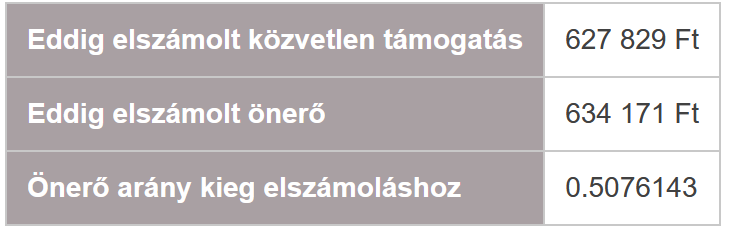 Eddig elszámolt közvetlen támogatás 627 829 Ft
Eddig elszámolt önerő 634 171 Ft
Önerő arány kieg elszámoláshoz 0.5076143